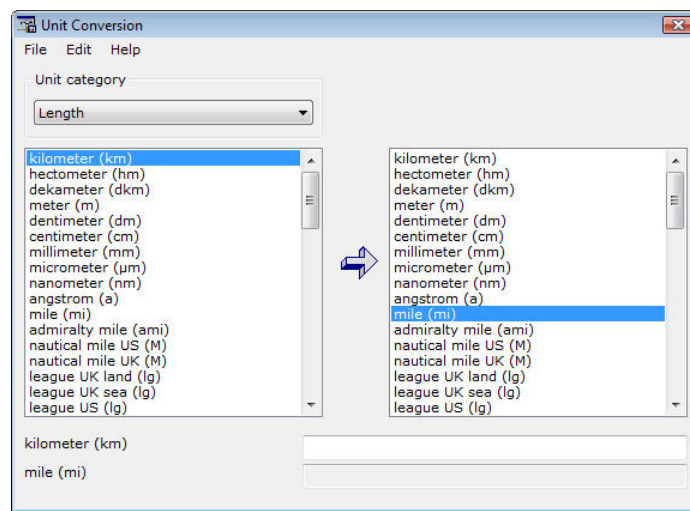 Unit Conversion
File Edit Help
Unit category
Length
kilometer (km)
hectometer (hm)
dekameter (dkm)
meter (m)
dentimeter (dm)
centimeter (cm)
millimeter (mm)
micrometer (µm)
nanometer (nm)
angstrom (a)
mile (mi)
admiralty mile (ami)
nautical mile US (M)
nautical mile UK (M)
league UK land (lg)
league UK sea (lg)
league US (lg)
kilometer (km)
hectometer (hm)
dekameter (dkm)
meter (m)
dentimeter (dm)
centimeter (cm)
millimeter (mm)
micrometer (µm)
nanometer (nm)
angstrom (a)
mile (mi)
admiralty mile (ami)
nautical mile US (M)
nautical mile UK (M)
league UK land (lg)
league UK sea (lg)
league US (lg)
kilometer (km)
mile (mi)